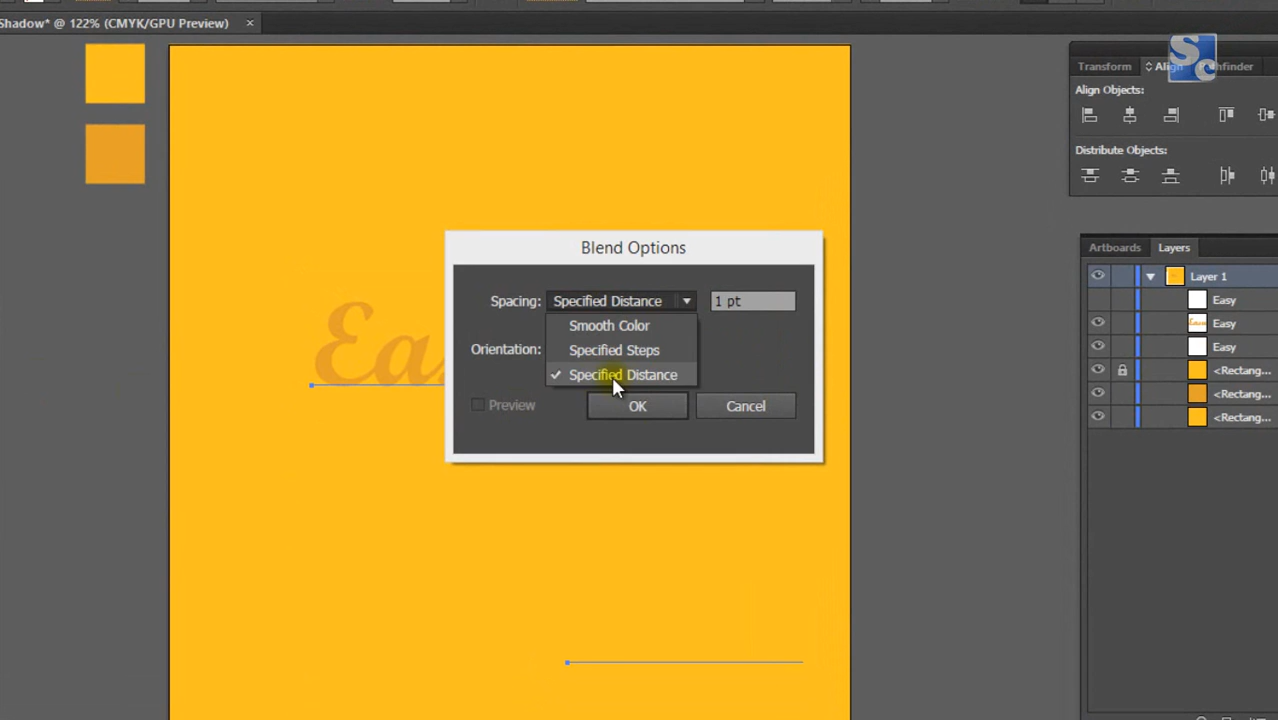 Shadow* @ 122% (CMYK/GPU Preview) ×
SC
Transform Align Pathfinder
Align Objects:
Distribute Objects:
Blend Options
Spacing: Specified Distance 1 pt
Smooth Color
Specified Steps
Specified Distance
Orientation:
Preview OK Cancel
Artboards Layers
Layer 1
Easy
Easy
Easy
<Rectang...
<Rectang...
<Rectang...
Ea